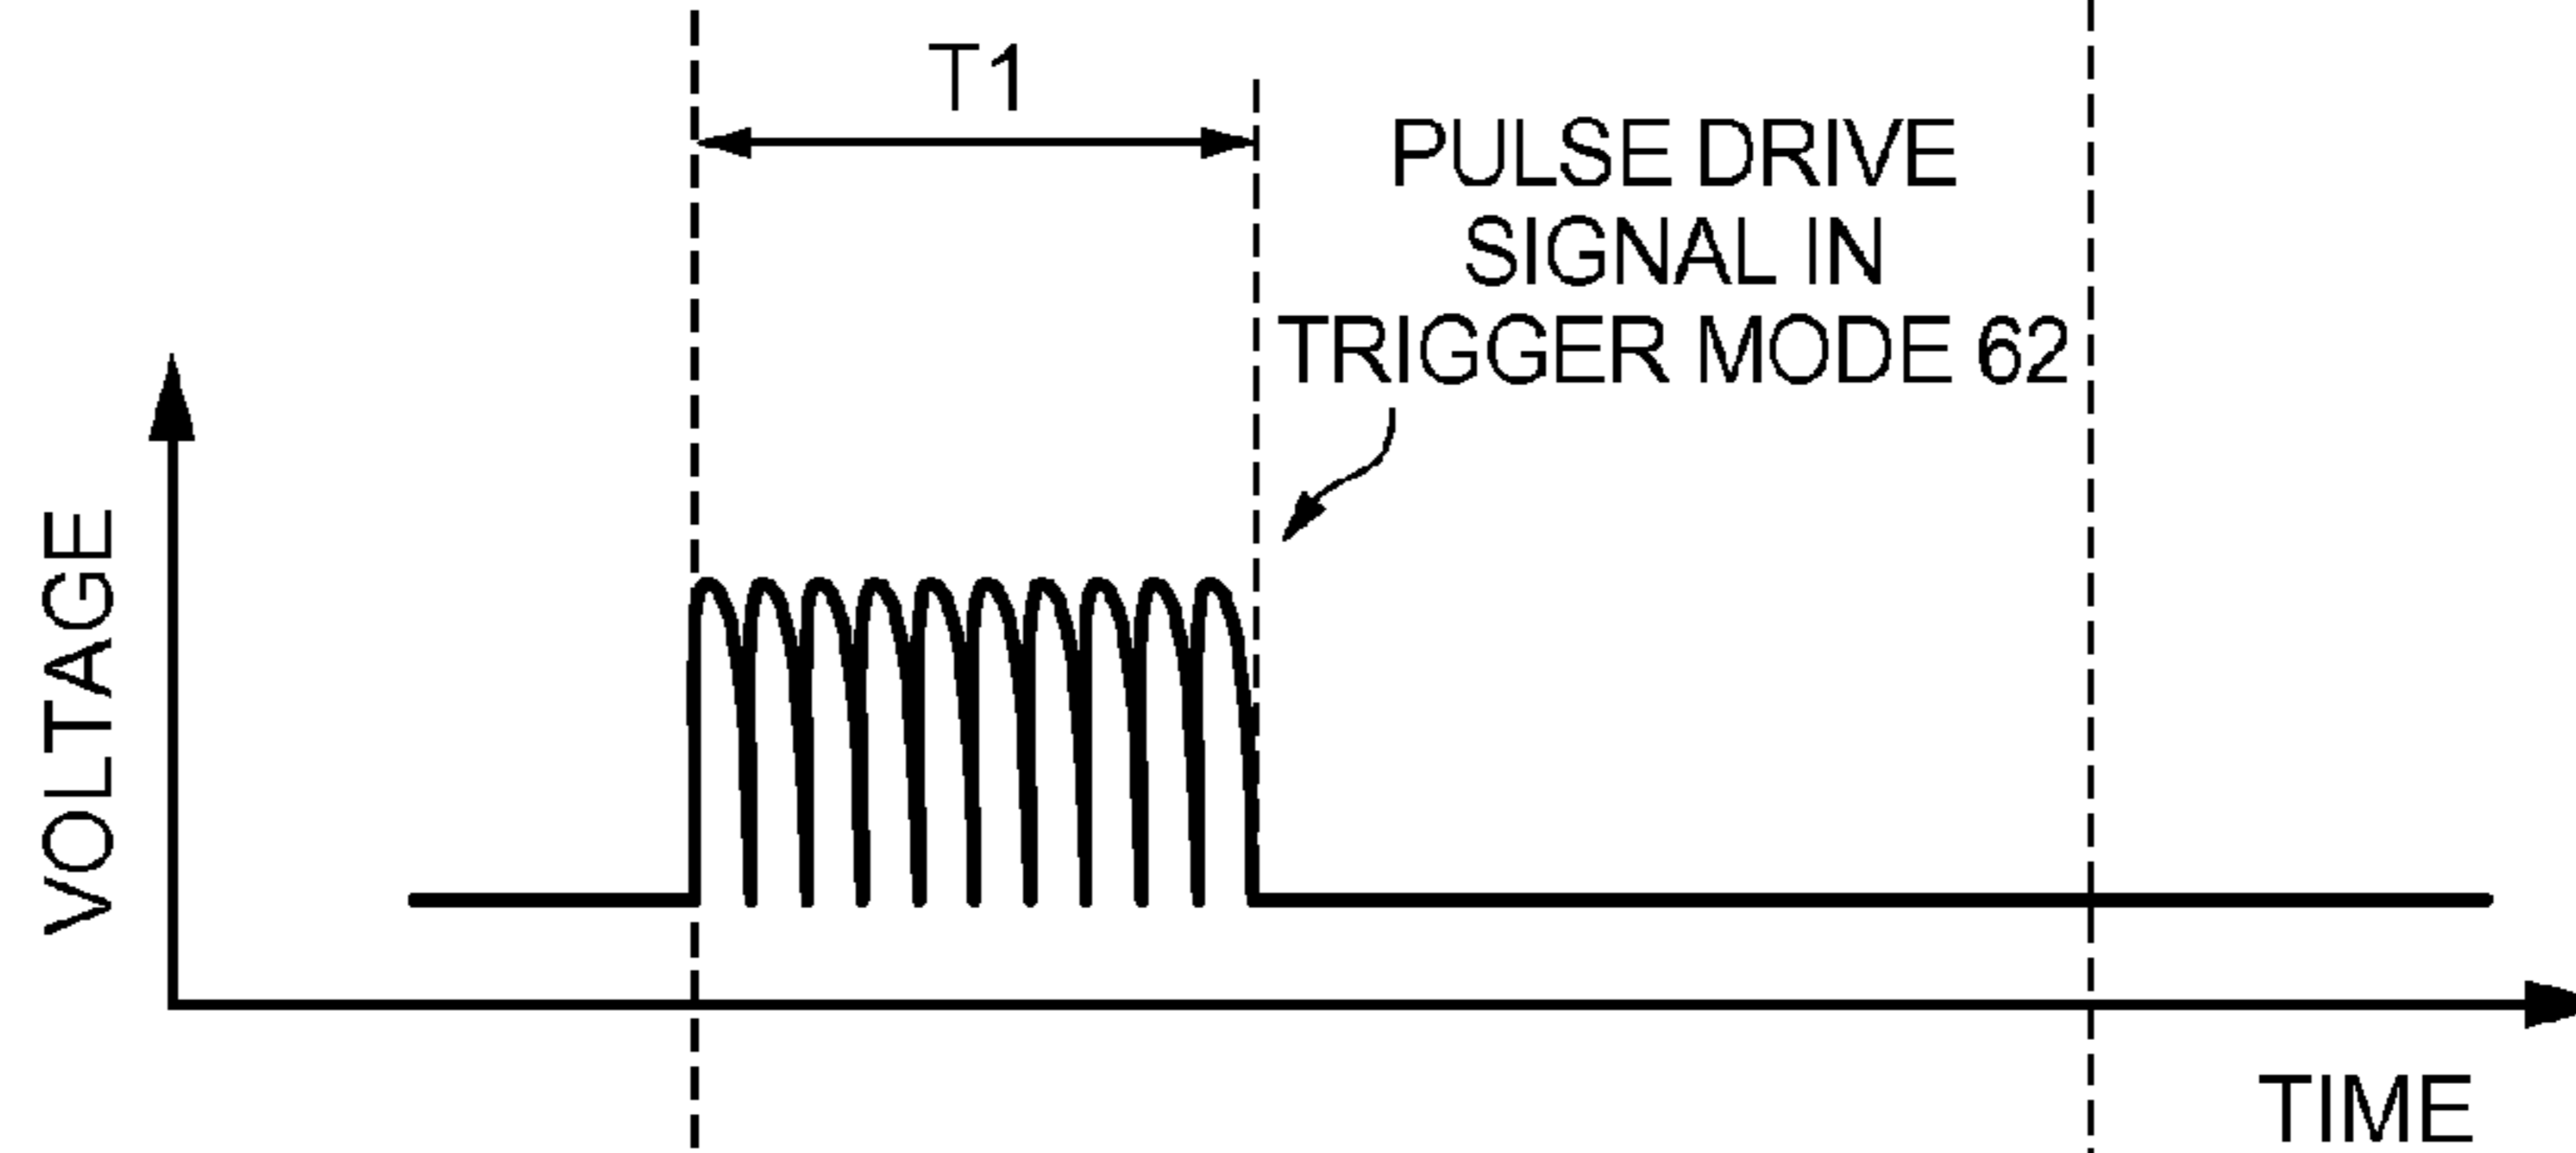 T1
PULSE DRIVE
SIGNAL IN
TRIGGER MODE 62
VOLTAGE
TIME